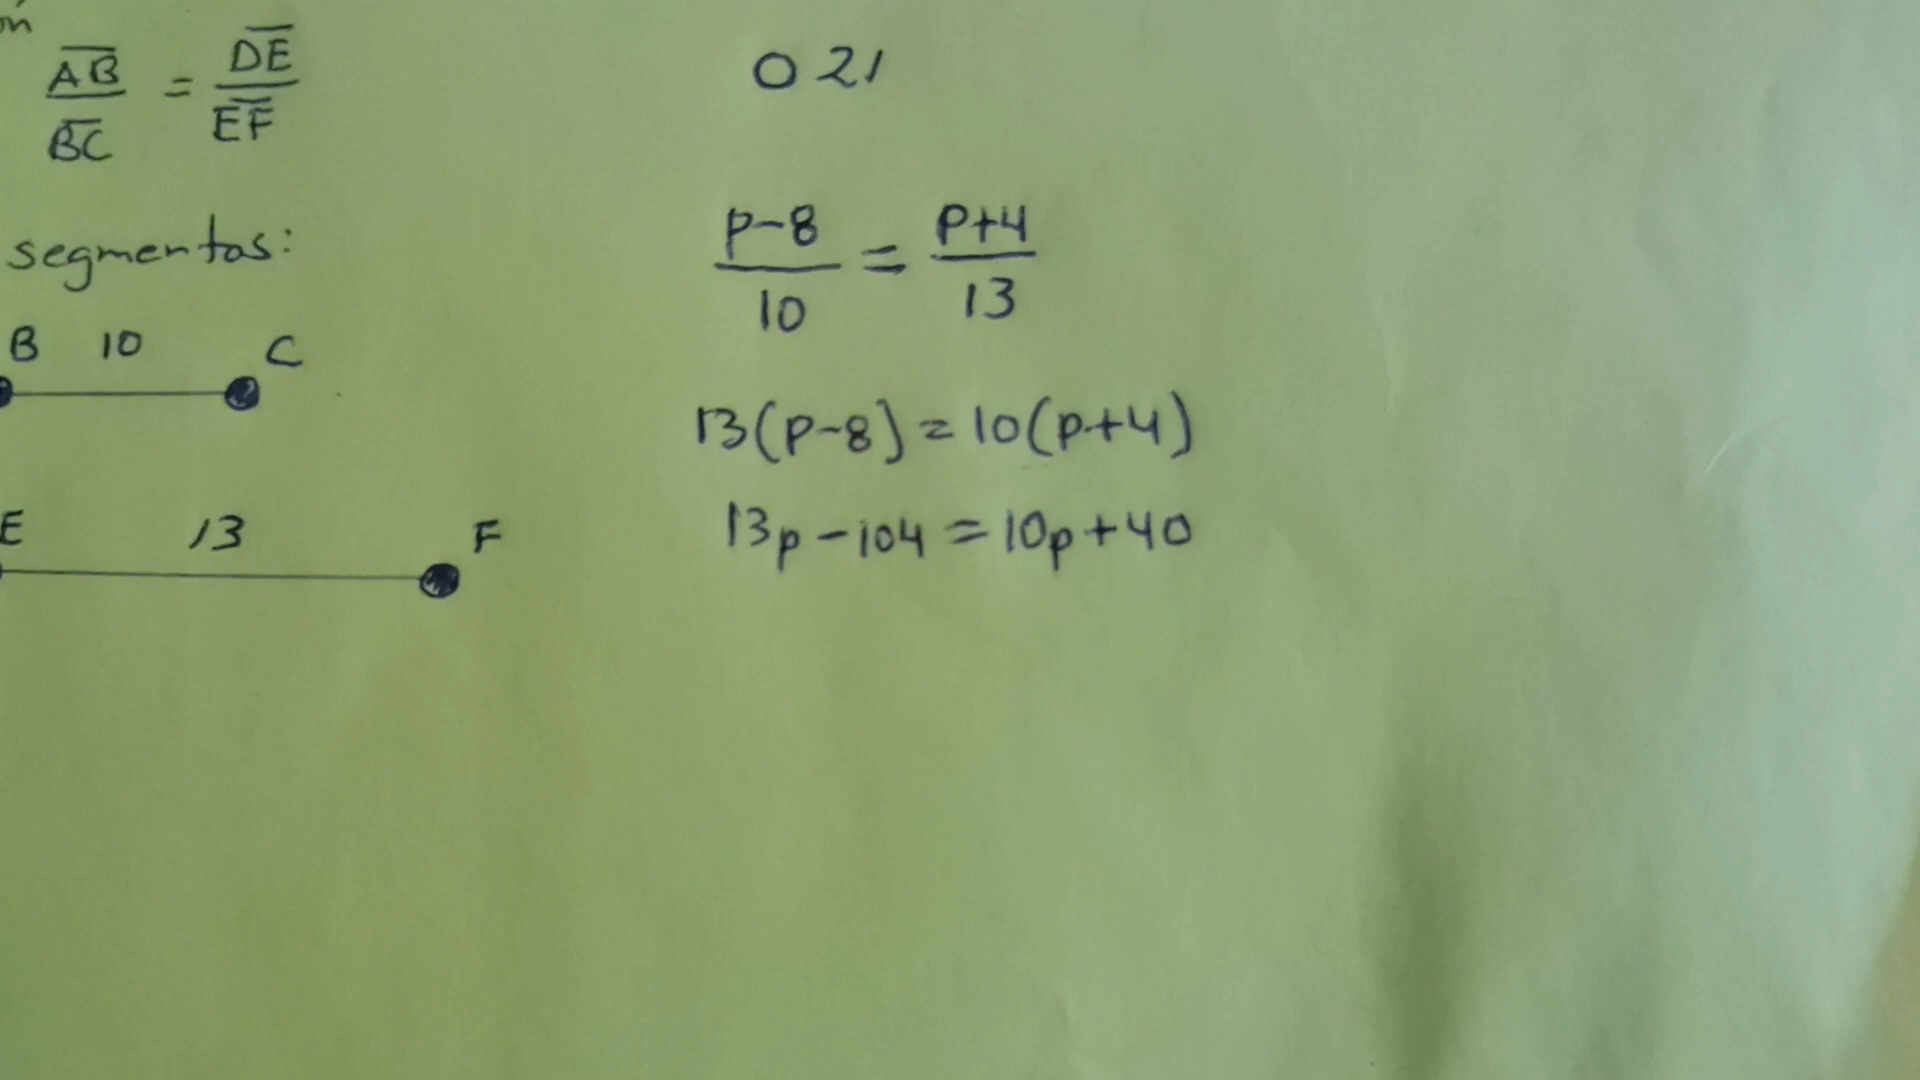 ón
AB/BC = DE/EF
segmentos:
B 10 C
E 13 F
021
p-8/10 = p+4/13
13(p-8)=10(p+4)
13p-104=10p+40